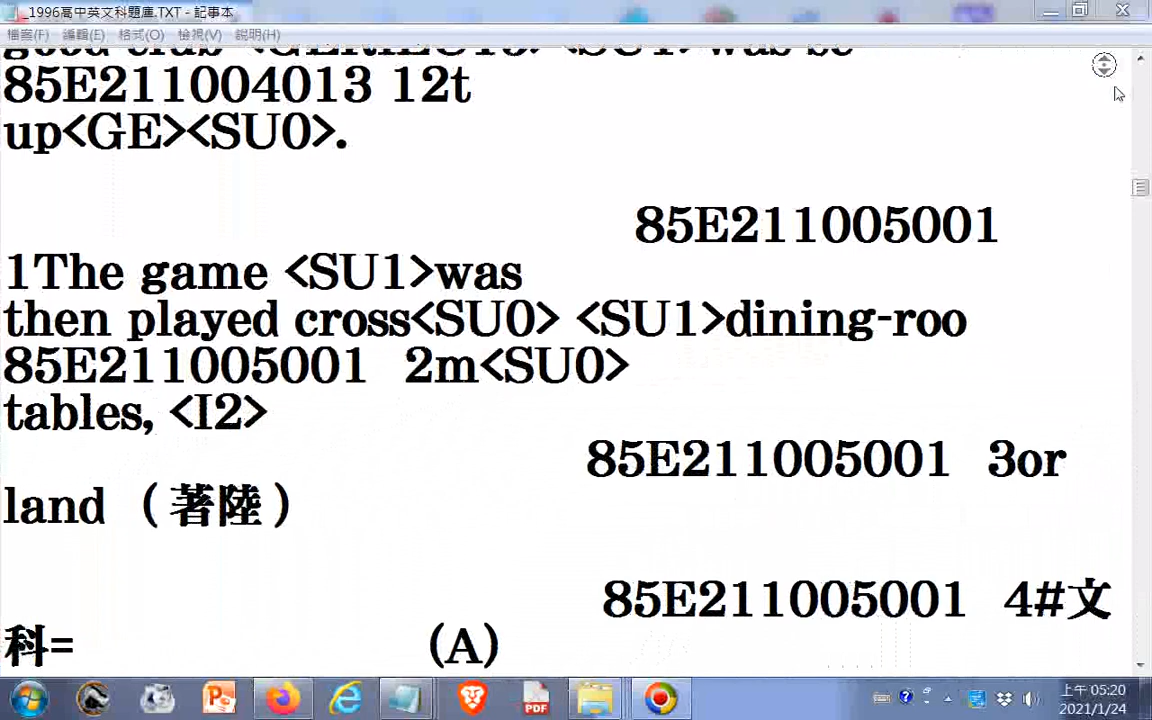 _1996高中英文科題庫.TXT - 記事本
檔案(F) 編輯(E) 格式(O) 檢視(V) 說明(H)
85E211004013 12t
up<GE><SU0>.
85E211005001
1The game <SU1>was
then played cross<SU0> <SU1>dining-roo
85E211005001 2m<SU0>
tables, <I2>
85E211005001 3or
land （著陸）
85E211005001 4#文
科= (A)
PDF
上午 05:20
2021/1/24